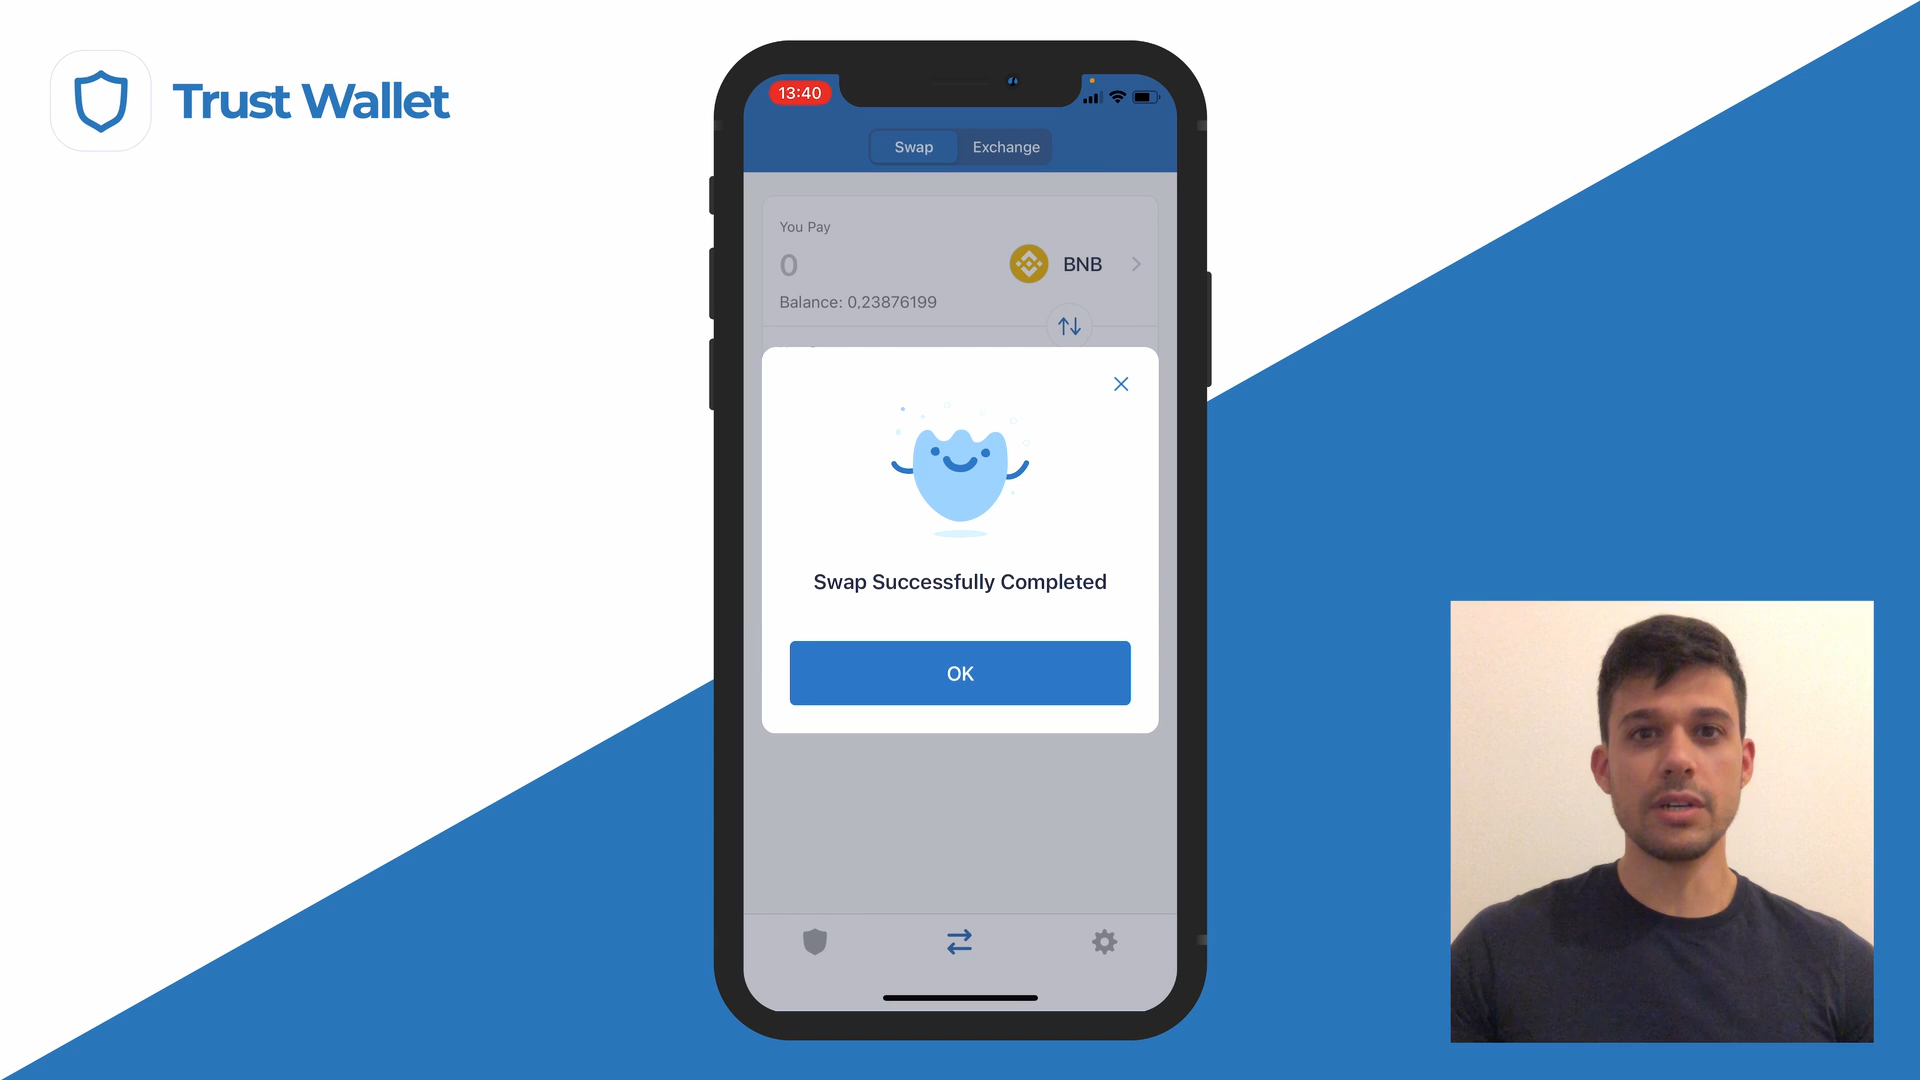 Trust Wallet
13:40
Swap
Exchange
You Pay
0
BNB
Balance: 0,23876199
Swap Successfully Completed
OK